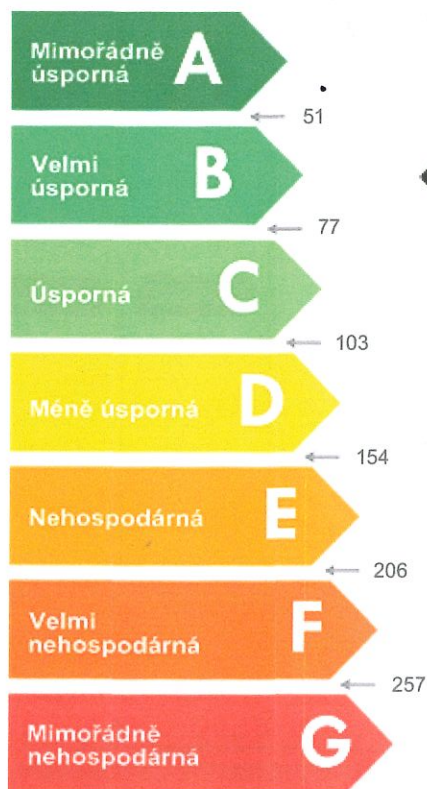 Mimořádně
úsporná A
51
Velmi
úsporná B
77
Úsporná C
103
Méně úsporná D
154
Nehospodárná E
206
Velmi
nehospodárná F
257
Mimořádně
nehospodárná G